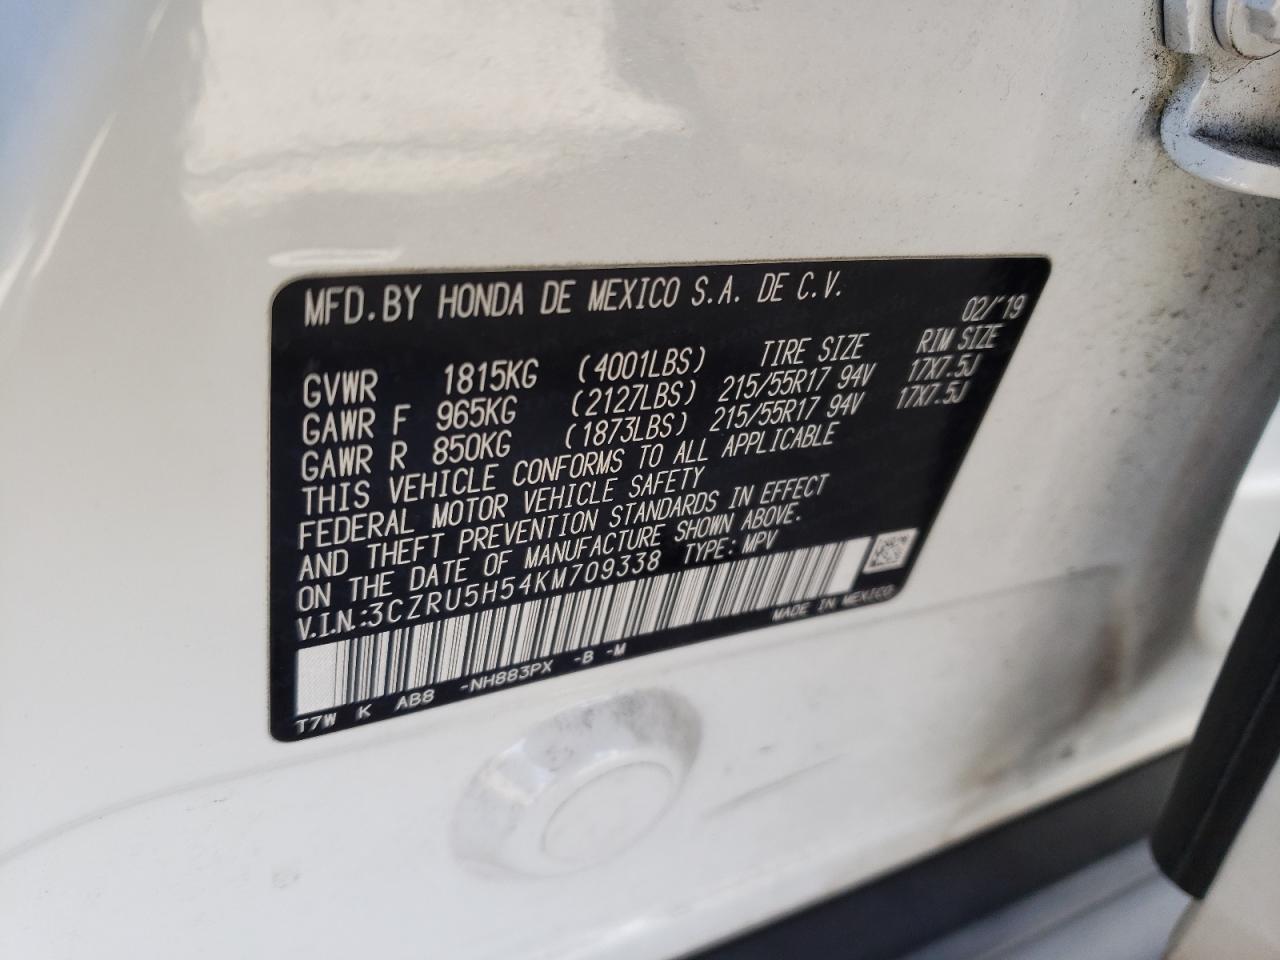 MFD.BY HONDA DE MEXICO S.A. DE C.V.
02/'19
GVWR 1815KG (4001LBS) TIRE SIZE RIM SIZE
GAWR F 965KG (2127LBS) 215/55R17 94V 17X7.5J
GAWR R 850KG (1873LBS) 215/55R17 94V 17X7.5J
THIS VEHICLE CONFORMS TO ALL APPLICABLE
FEDERAL MOTOR VEHICLE SAFETY
AND THEFT PREVENTION STANDARDS IN EFFECT
ON THE DATE OF MANUFACTURE SHOWN ABOVE.
V.I.N.:3CZRU5H54KM709338 TYPE: MPV
MADE IN MEXICO
T7W K AB8 -NH883PX -B -M